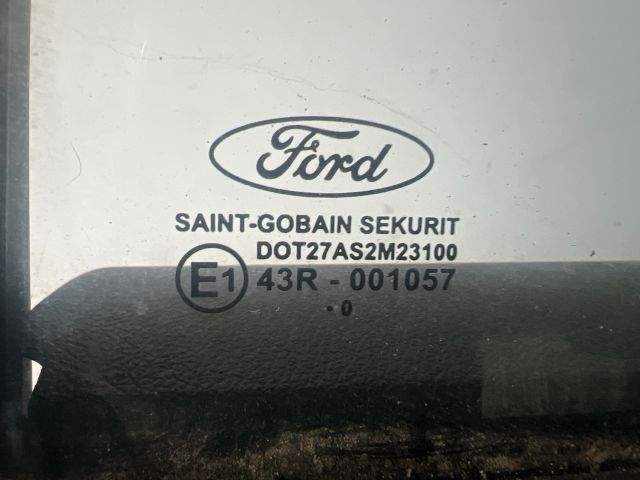 Ford
SAINT-GOBAIN SEKURIT
DOT27AS2M23100
E1 43R - 001057
• 0